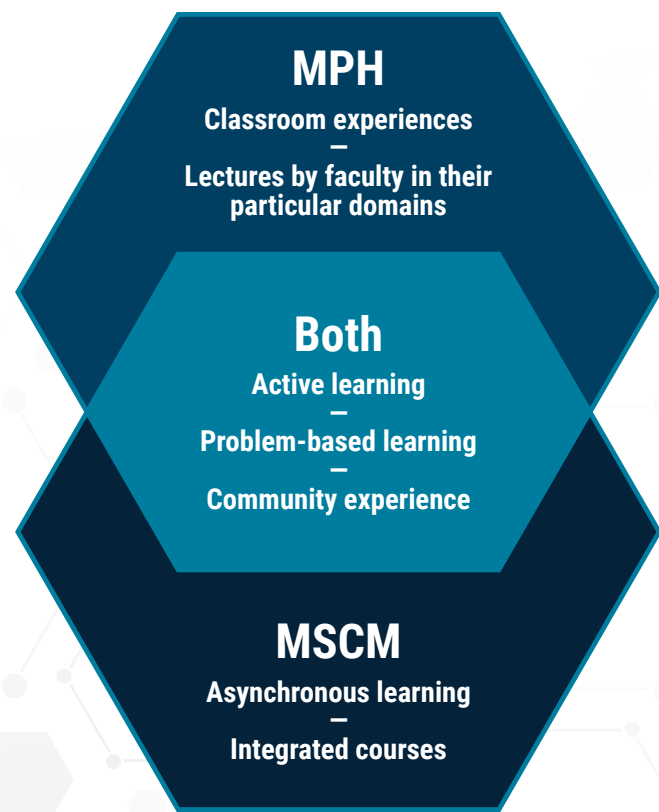 MPH
Classroom experiences
–
Lectures by faculty in their
particular domains
Both
Active learning
–
Problem-based learning
–
Community experience
MSCM
Asynchronous learning
–
Integrated courses